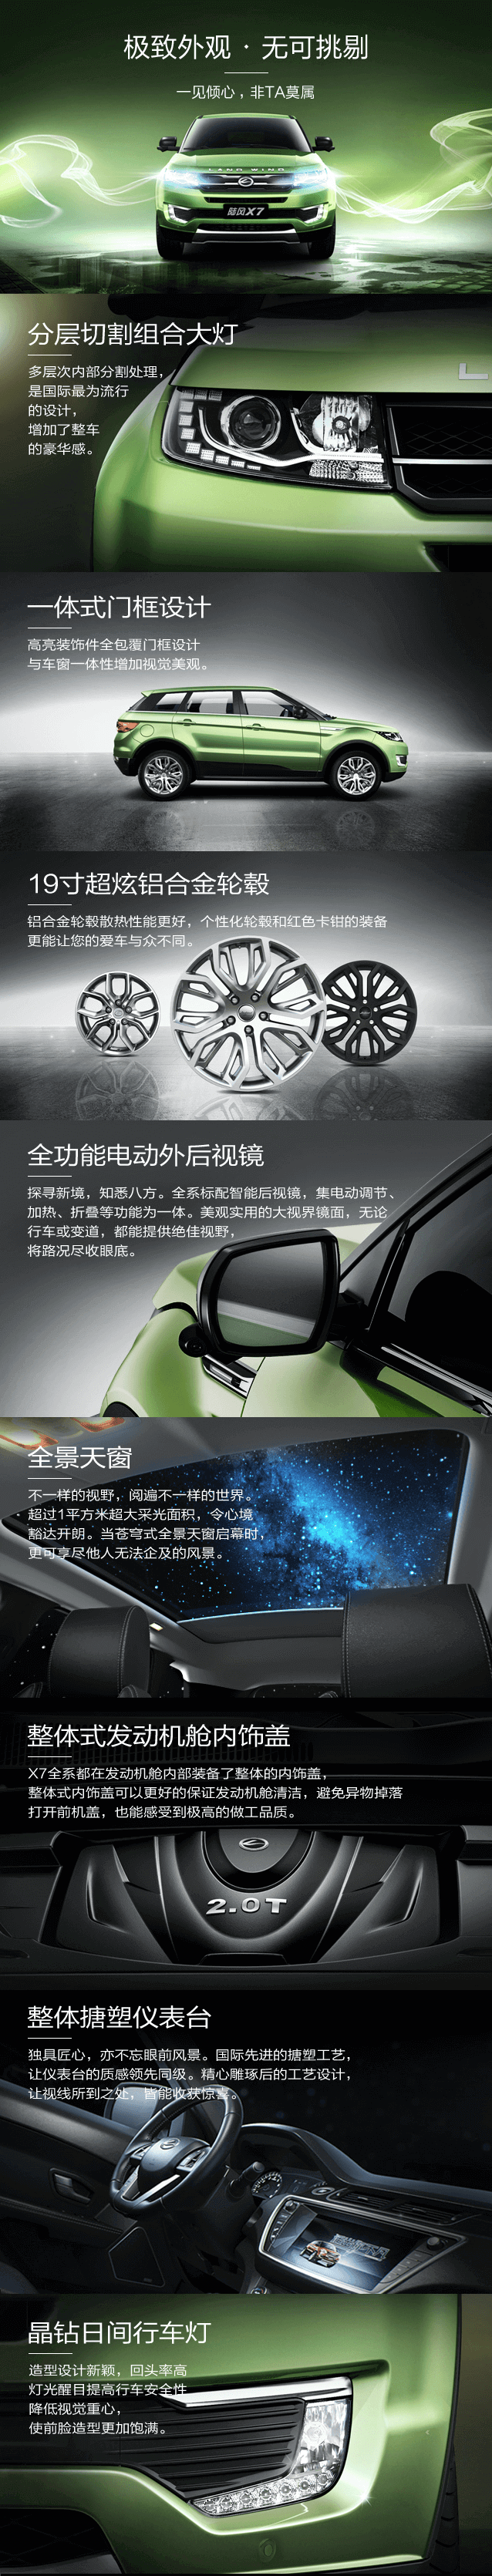 极致外观·无可挑剔
一见倾心，非TA莫属
LAND WIND
陆风X7
分层切割组合大灯
多层次内部分割处理，
是国际最为流行
的设计，
增加了整车
的豪华感。
一体式门框设计
高亮装饰件全包覆门框设计
与车窗一体性增加视觉美观。
19寸超炫铝合金轮毂
铝合金轮毂散热性能更好，个性化轮毂和红色卡钳的装备
更能让您的爱车与众不同。
全功能电动外后视镜
探寻新境，知悉八方。全系标配智能后视镜，集电动调节、
加热、折叠等功能为一体。美观实用的大视界镜面，无论
行车或变道，都能提供绝佳视野，
将路况尽收眼底。
全景天窗
不一样的视野，阅遍不一样的世界。
超过1平方米超大采光面积，令心境
豁达开朗。当苍穹式全景天窗启幕时，
更可享尽他人无法企及的风景。
整体式发动机舱内饰盖
X7全系都在发动机舱内部装备了整体的内饰盖，
整体式内饰盖可以更好的保证发动机舱清洁，避免异物掉落
打开前机盖，也能感受到极高的做工品质。
2.0T
整体搪塑仪表台
独具匠心，亦不忘眼前风景。国际先进的搪塑工艺，
让仪表台的质感领先同级。精心雕琢后的工艺设计，
让视线所到之处，皆能收获惊喜。
晶钻日间行车灯
造型设计新颖，回头率高
灯光醒目提高行车安全性
降低视觉重心，
使前脸造型更加饱满。